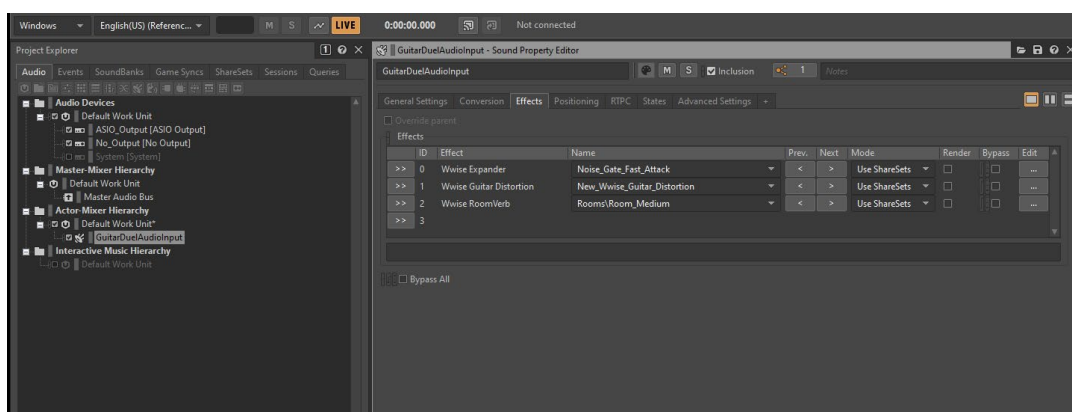 Windows English(US) (Referenc... M S LIVE 0:00:00.000 Not connected
Project Explorer 1
Audio Events SoundBanks Game Syncs ShareSets Sessions Queries
Audio Devices
Default Work Unit
ASIO_Output [ASIO Output]
No_Output [No Output]
System [System]
Master-Mixer Hierarchy
Default Work Unit
Master Audio Bus
Actor-Mixer Hierarchy
Default Work Unit*
GuitarDuelAudioInput
Interactive Music Hierarchy
Default Work Unit
GuitarDuelAudioInput - Sound Property Editor
GuitarDuelAudioInput M S Inclusion 1 Notes
General Settings Conversion Effects Positioning RTPC States Advanced Settings +
Override parent
Effects
ID Effect Name Prev. Next Mode Render Bypass Edit
>> 0 Wwise Expander Noise_Gate_Fast_Attack < > Use ShareSets ...
>> 1 Wwise Guitar Distortion New_Wwise_Guitar_Distortion < > Use ShareSets ...
>> 2 Wwise RoomVerb Rooms\Room_Medium < > Use ShareSets ...
>> 3
Bypass All